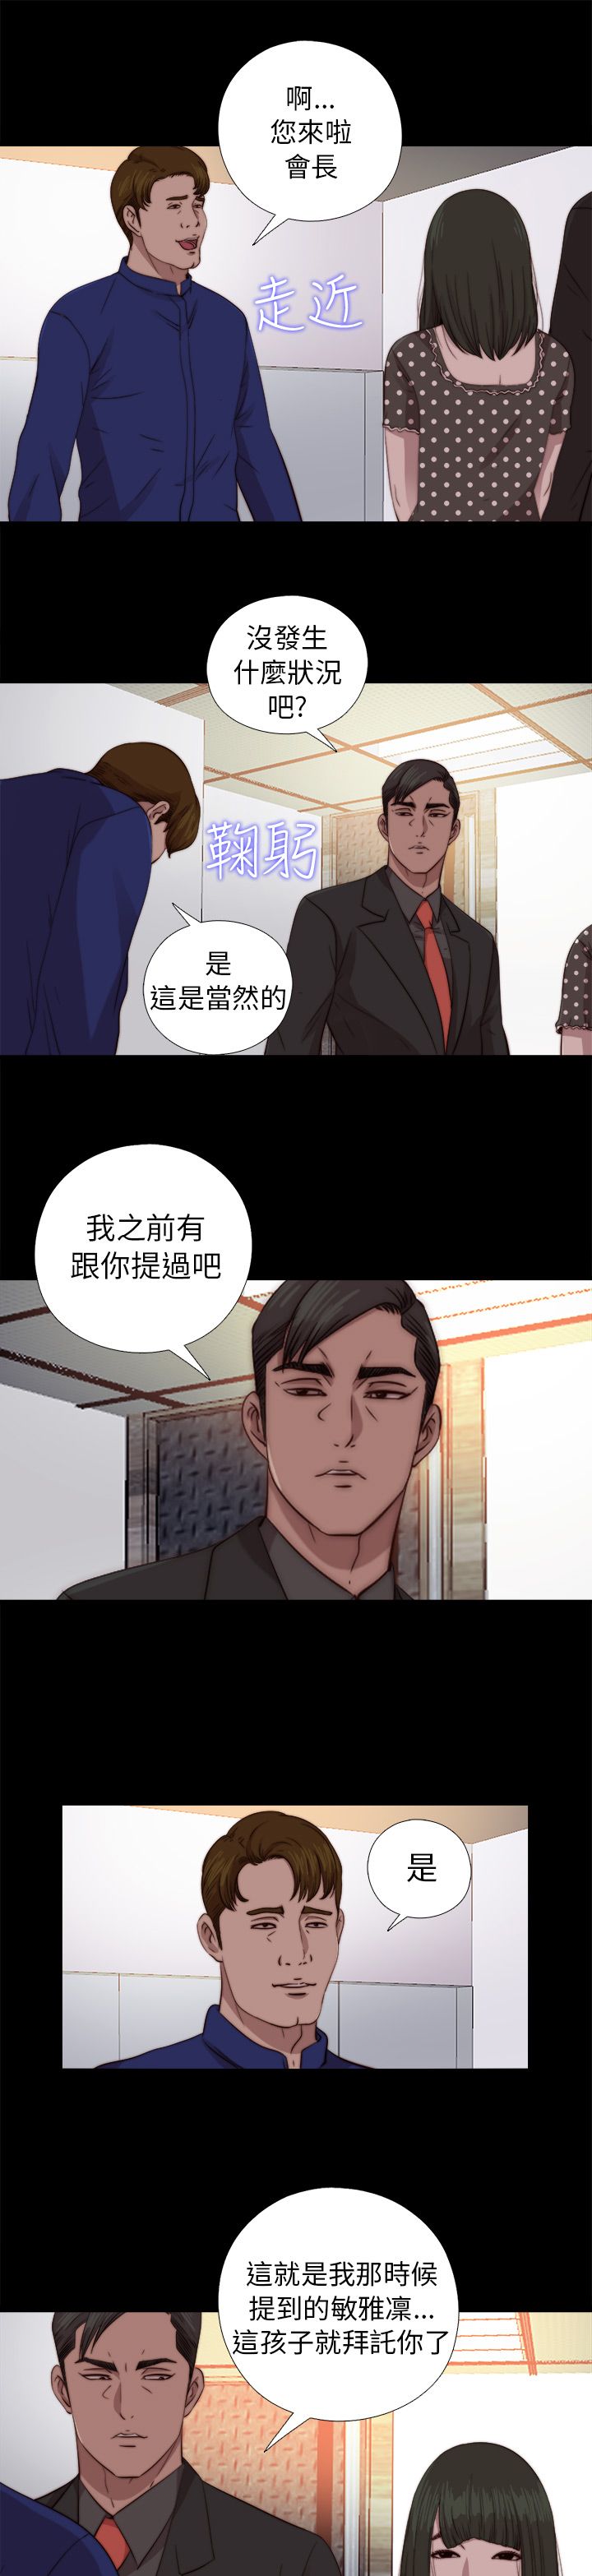 啊...
您來啦
會長
走近
沒發生
什麼狀況
吧?
鞠躬
是
這是當然的
我之前有
跟你提過吧
是
這就是我那時候
提到的敏雅凜...
這孩子就拜託你了